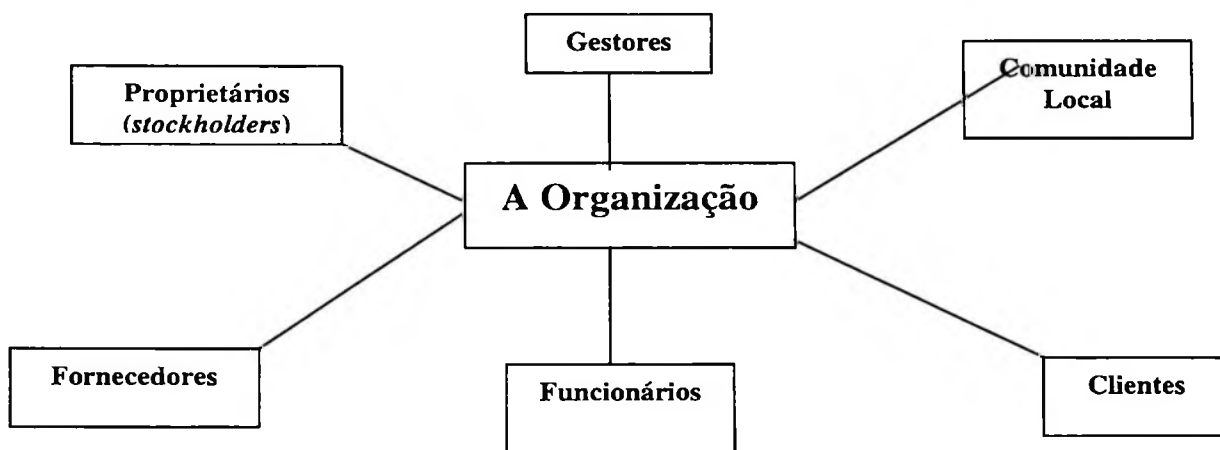 Gestores
Proprietários
(stockholders)
Comunidade
Local
A Organização
Fornecedores
Funcionários
Clientes